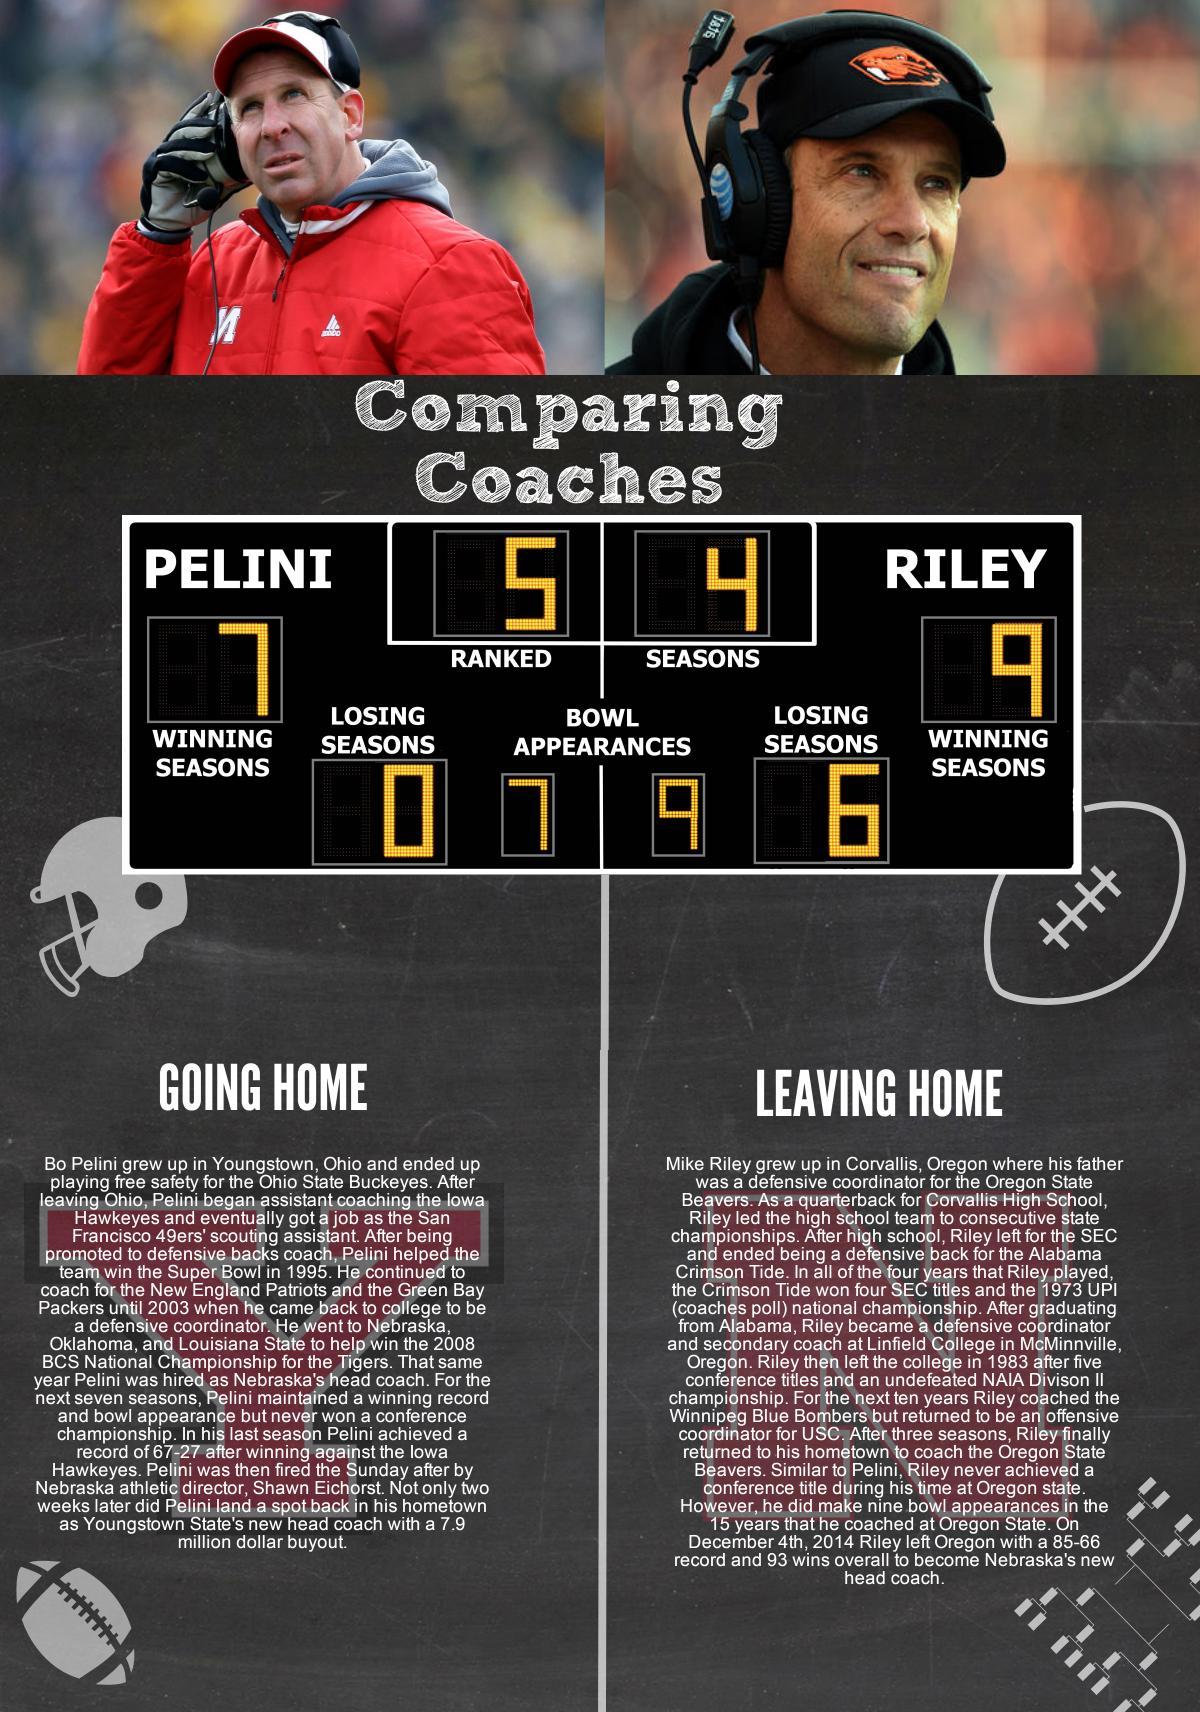 Comparing
Coaches
PELINI
5
4
RILEY
7
9
RANKED
SEASONS
WINNING
SEASONS
LOSING
SEASONS
BOWL
APPEARANCES
LOSING
SEASONS
WINNING
SEASONS
0
7
9
6
GOING HOME
Bo Pelini grew up in Youngstown, Ohio and ended up
playing free safety for the Ohio State Buckeyes. After
leaving Ohio, Pelini began assistant coaching the Iowa
Hawkeyes and eventually got a job as the San
Francisco 49ers' scouting assistant. After being
promoted to defensive backs coach, Pelini helped the
team win the Super Bowl in 1995. He continued to
coach for the New England Patriots and the Green Bay
Packers until 2003 when he came back to college to be
a defensive coordinator. He went to Nebraska,
Oklahoma, and Louisiana State to help win the 2008
BCS National Championship for the Tigers. That same
year Pelini was hired as Nebraska's head coach. For the
next seven seasons, Pelini maintained a winning record
and bowl appearance but never won a conference
championship. In his last season Pelini achieved a
record of 67-27 after winning against the Iowa
Hawkeyes. Pelini was then fired the Sunday after by
Nebraska athletic director, Shawn Eichorst. Not only two
weeks later did Pelini land a spot back in his hometown
as Youngstown State's new head coach with a 7.9
million dollar buyout.
LEAVING HOME
Mike Riley grew up in Corvallis, Oregon where his father
was a defensive coordinator for the Oregon State
Beavers. As a quarterback for Corvallis High School,
Riley led the high school team to consecutive state
championships. After high school, Riley left for the SEC
and ended being a defensive back for the Alabama
Crimson Tide. In all of the four years that Riley played,
the Crimson Tide won four SEC titles and the 1973 UPI
(coaches poll) national championship. After graduating
from Alabama, Riley became a defensive coordinator
and secondary coach at Linfield College in McMinnville,
Oregon. Riley then left the college in 1983 after five
conference titles and an undefeated NAIA Divison II
championship. For the next ten years Riley coached the
Winnipeg Blue Bombers but returned to be an offensive
coordinator for USC. After three seasons, Riley finally
returned to his hometown to coach the Oregon State
Beavers. Similar to Pelini, Riley never achieved a
conference title during his time at Oregon state.
However, he did make nine bowl appearances in the
15 years that he coached at Oregon State. On
December 4th, 2014 Riley left Oregon with a 85-66
record and 93 wins overall to become Nebraska's new
head coach.